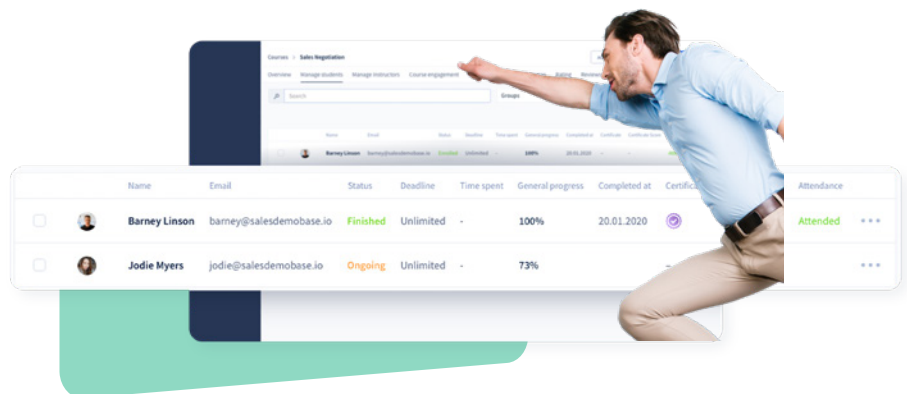 Courses > Sales Negotiation
Overview Manage students Manage instructors Course engagement Rating
Search
Groups
Name Email Status Deadline Time spent General progress Completed at Certificate
Barney Linson barney@salesdemobase.io Finished Unlimited - 100% 20.01.2020 -
Name Email Status Deadline Time spent General progress Completed at Attendance
Barney Linson barney@salesdemobase.io Finished Unlimited - 100% 20.01.2020 Attended
Jodie Myers jodie@salesdemobase.io Ongoing Unlimited - 73% -